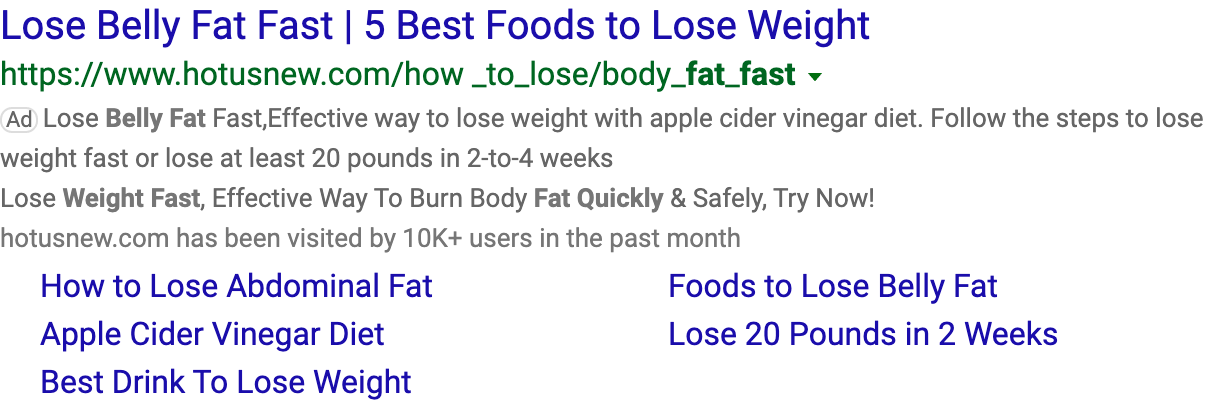 Lose Belly Fat Fast | 5 Best Foods to Lose Weight
https://www.hotusnew.com/how _to_lose/body_fat_fast
Ad Lose Belly Fat Fast,Effective way to lose weight with apple cider vinegar diet. Follow the steps to lose
weight fast or lose at least 20 pounds in 2-to-4 weeks
Lose Weight Fast, Effective Way To Burn Body Fat Quickly & Safely, Try Now!
hotusnew.com has been visited by 10K+ users in the past month
How to Lose Abdominal Fat
Foods to Lose Belly Fat
Apple Cider Vinegar Diet
Lose 20 Pounds in 2 Weeks
Best Drink To Lose Weight